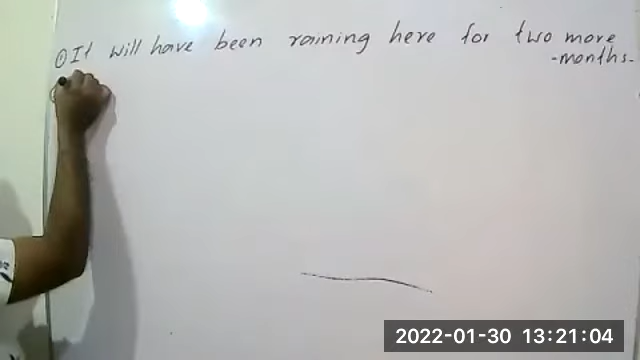 ① It will have been raining here for two more
-months-
2022-01-30 13:21:04